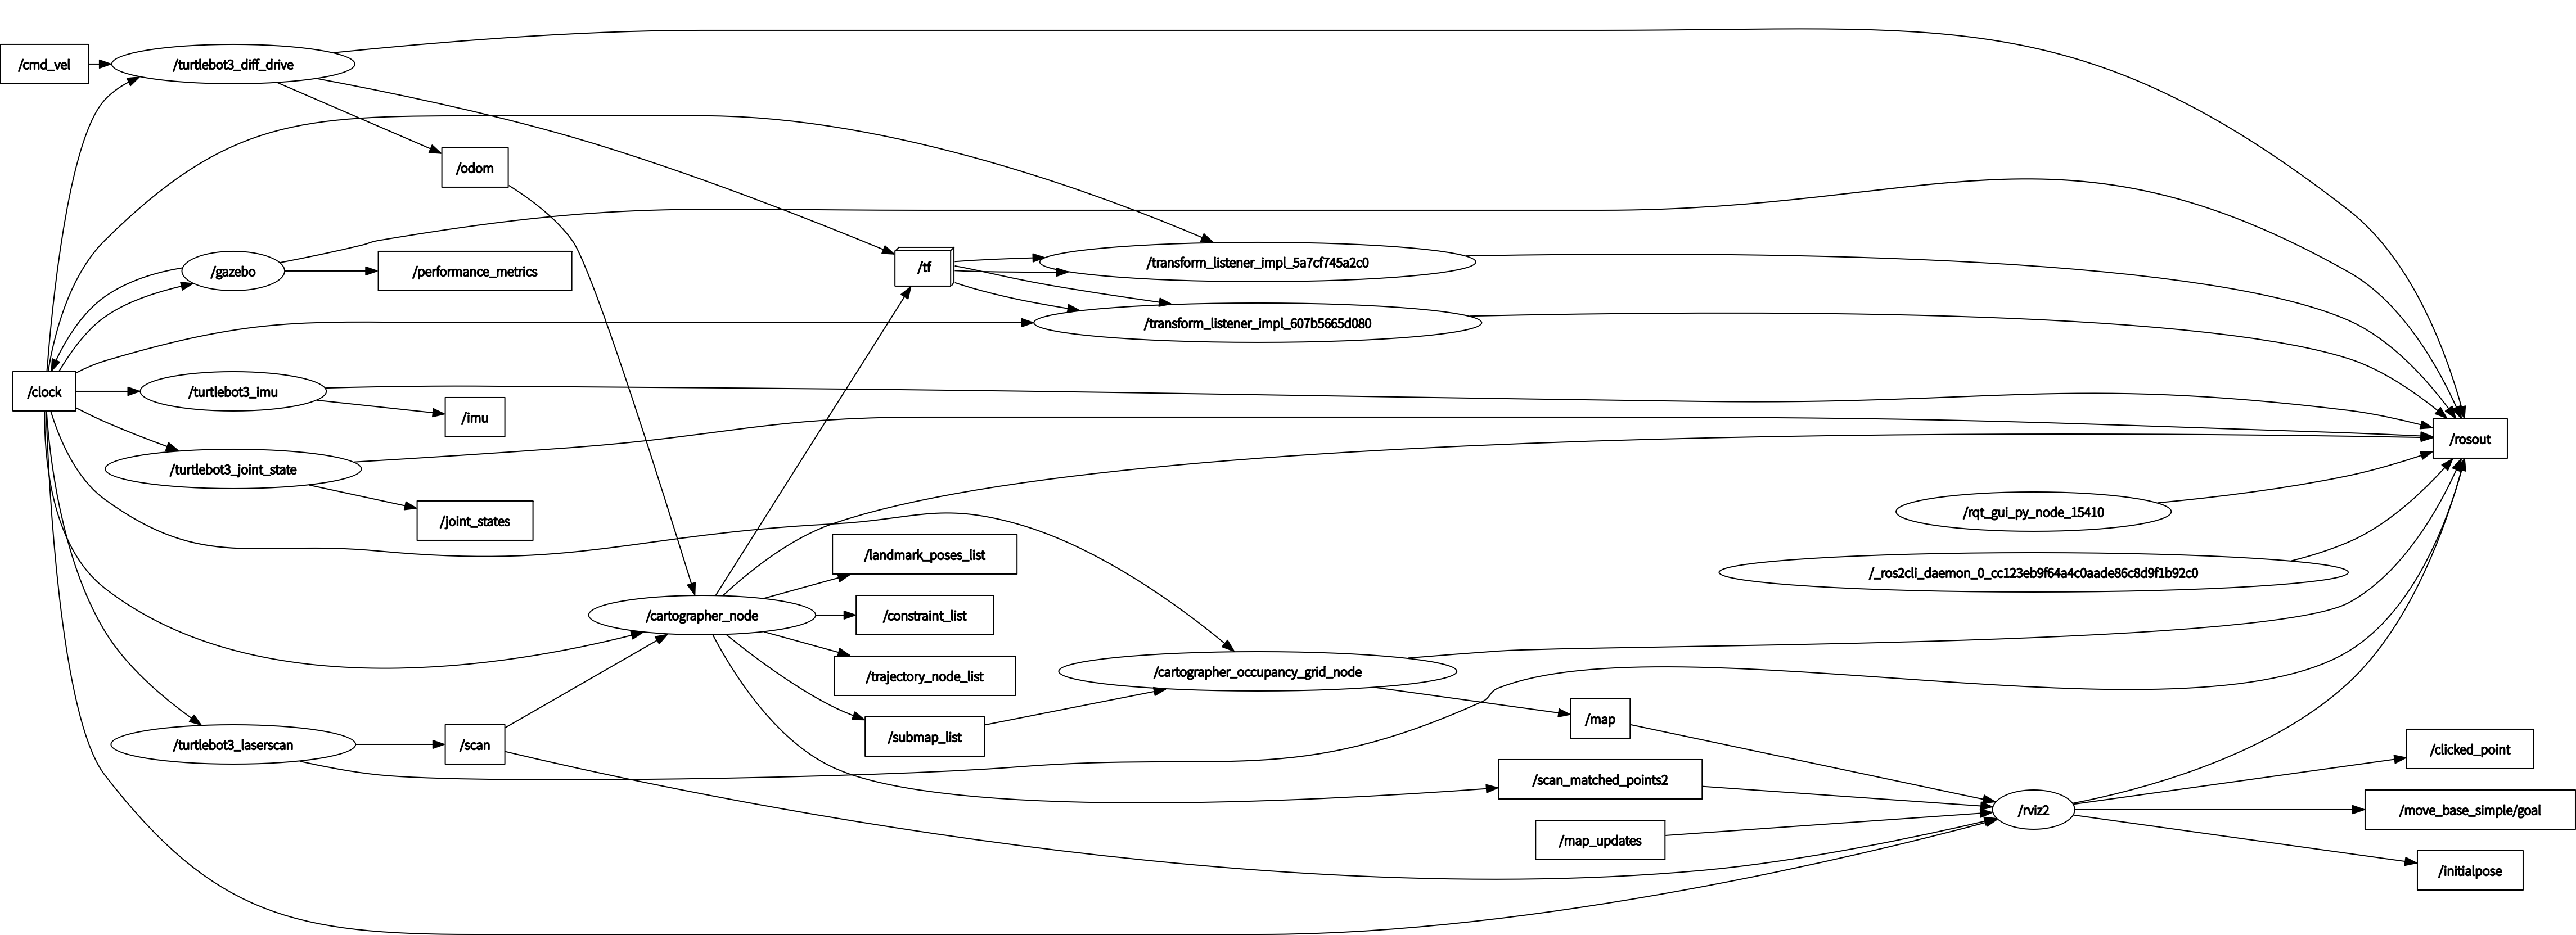 /cmd_vel
/turtlebot3_diff_drive
/odom
/gazebo
/performance_metrics
/tf
/transform_listener_impl_5a7cf745a2c0
/transform_listener_impl_607b5665d080
/clock
/turtlebot3_imu
/imu
/turtlebot3_joint_state
/joint_states
/rosout
/rqt_gui_py_node_15410
/_ros2cli_daemon_0_cc123eb9f64a4c0aade86c8d9f1b92c0
/landmark_poses_list
/cartographer_node
/constraint_list
/trajectory_node_list
/cartographer_occupancy_grid_node
/submap_list
/turtlebot3_laserscan
/scan
/map
/scan_matched_points2
/map_updates
/rviz2
/clicked_point
/move_base_simple/goal
/initialpose